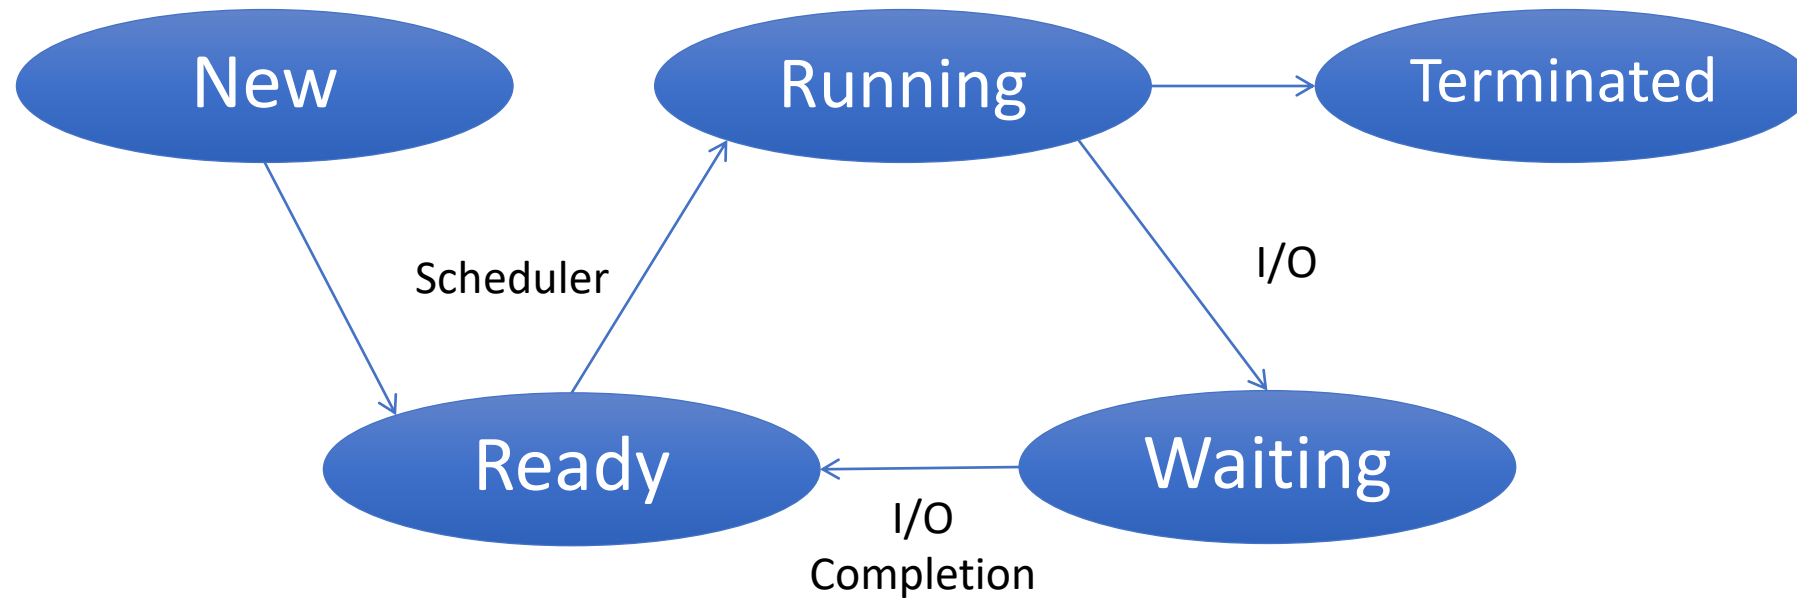 New
Running
Terminated
Scheduler
I/O
Ready
Waiting
I/O
Completion